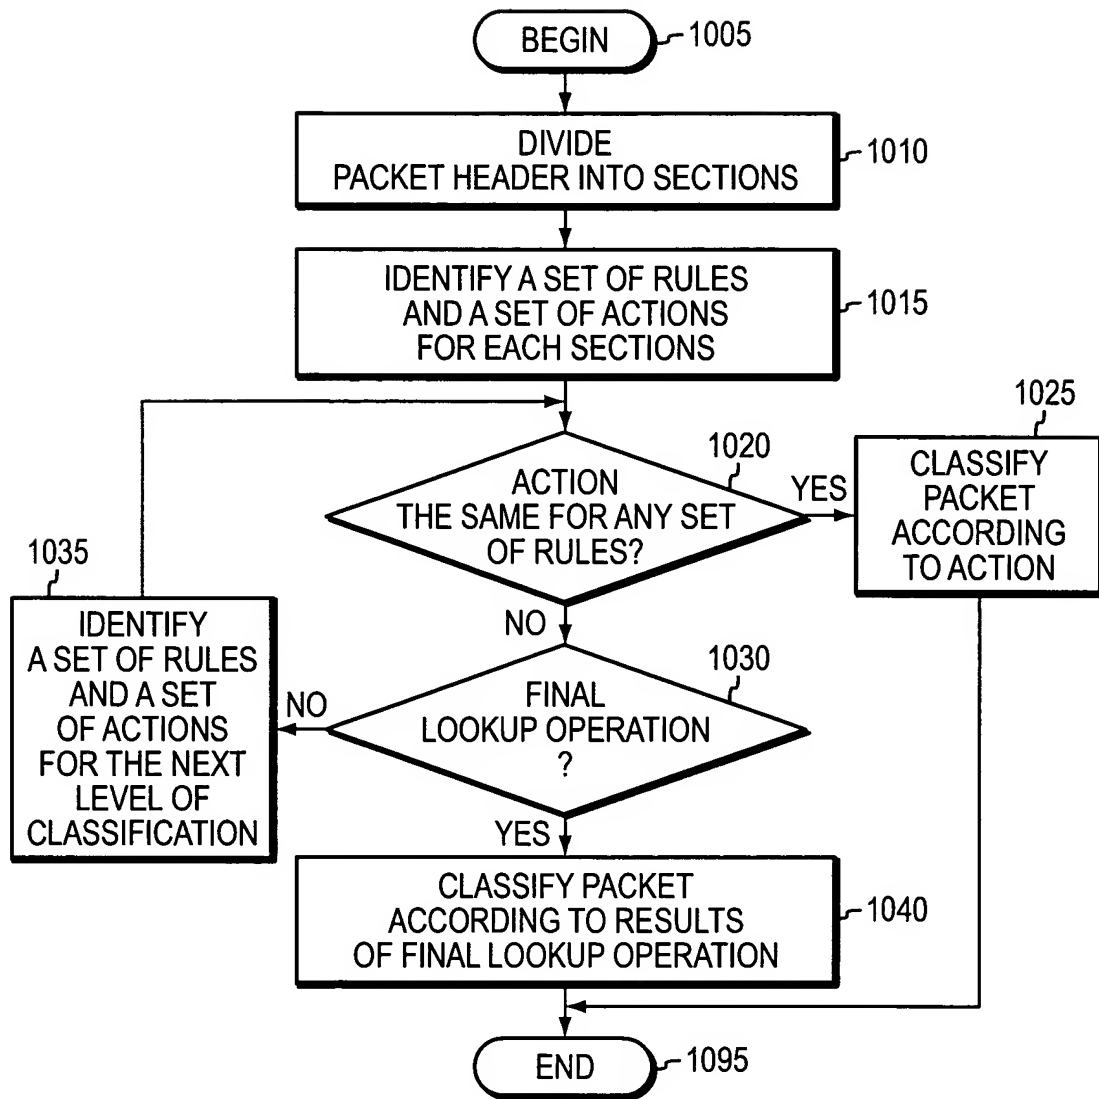 BEGIN
1005
DIVIDE
PACKET HEADER INTO SECTIONS
1010
IDENTIFY A SET OF RULES
AND A SET OF ACTIONS
FOR EACH SECTIONS
1015
ACTION
THE SAME FOR ANY SET
OF RULES?
1020
YES
1025
CLASSIFY
PACKET
ACCORDING
TO ACTION
NO
FINAL
LOOKUP OPERATION
?
1030
NO
1035
IDENTIFY
A SET OF RULES
AND A SET
OF ACTIONS
FOR THE NEXT
LEVEL OF
CLASSIFICATION
YES
CLASSIFY PACKET
ACCORDING TO RESULTS
OF FINAL LOOKUP OPERATION
1040
END
1095